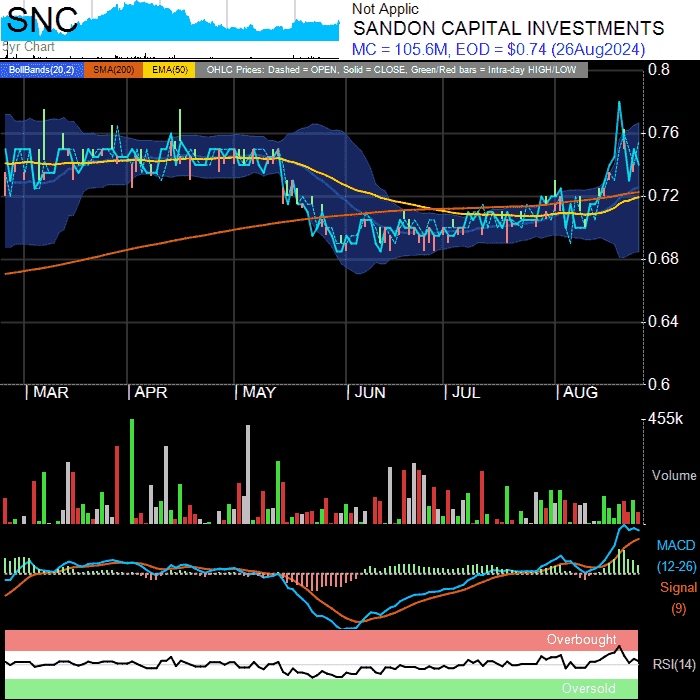 SNC
5yr Chart
Not Applic
SANDON CAPITAL INVESTMENTS
MC = 105.6M, EOD = $0.74 (26Aug2024)
BollBands(20,2) SMA(200) EMA(50) OHLC Prices: Dashed = OPEN, Solid = CLOSE, Green/Red bars = Intra-day HIGH/LOW
0.8
0.76
0.72
0.68
0.64
0.6
| MAR | APR | MAY | JUN | JUL | AUG
455k
Volume
MACD
(12-26)
Signal
(9)
Overbought
RSI(14)
Oversold